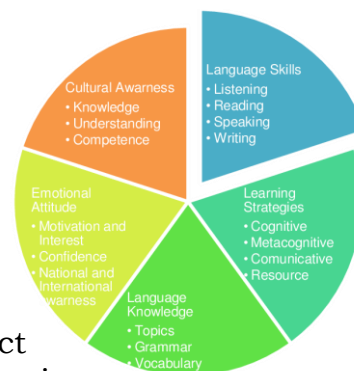 Language Skills
• Listening
• Reading
• Speaking
• Writing
Learning
Strategies
• Cognitive
• Metacognitive
• Comunicative
• Resource
Language
Knowledge
• Topics
• Grammar
• Vocabulary
Emotional
Attitude
• Motivation and
Interest
• Confidence
• National and
International
Awarness
Cultural Awarness
• Knowledge
• Understanding
• Competence